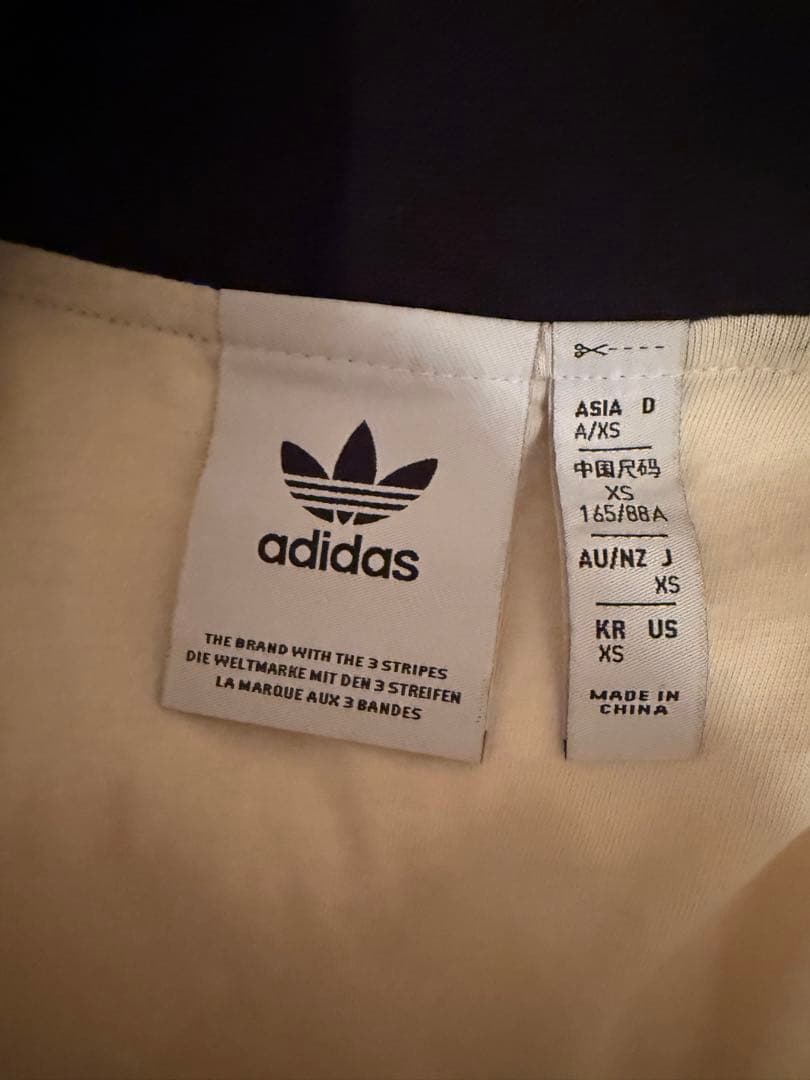 adidas
THE BRAND WITH THE 3 STRIPES
DIE WELTMARKE MIT DEN 3 STREIFEN
LA MARQUE AUX 3 BANDES
ASIA D
A/XS
中国尺码
XS
165/88A
AU/NZ J
XS
KR US
XS
MADE IN
CHINA